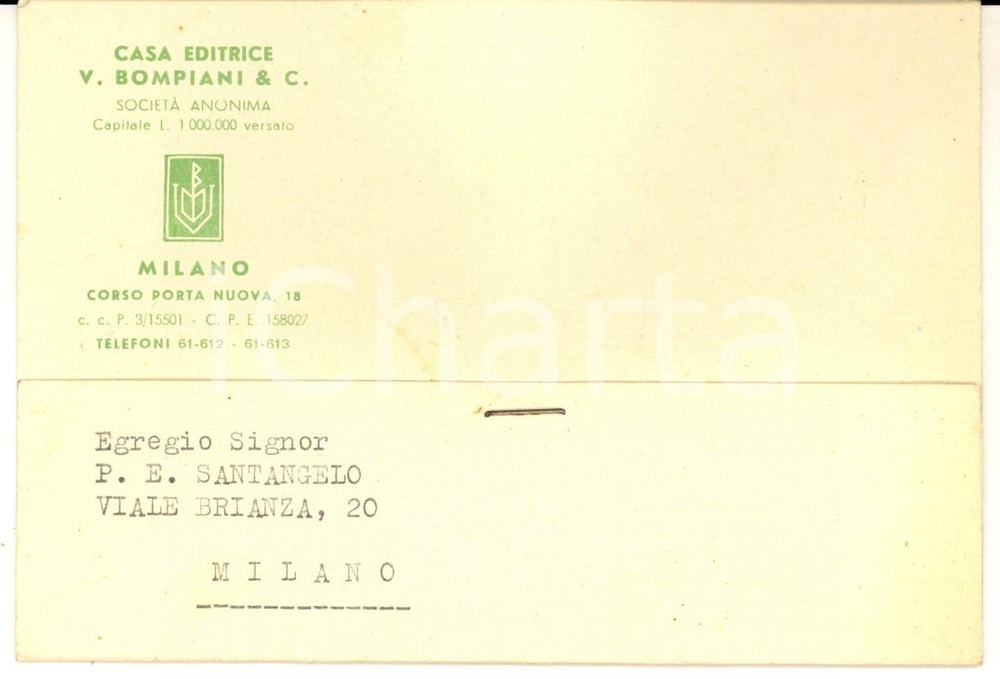 CASA EDITRICE
V. BOMPIANI & C.
SOCIETÀ ANONIMA
Capitale L. 1 000.000 versato
B
MILANO
CORSO PORTA NUOVA, 18
c. c. P. 3/15501 - C. P. E. 158027
TELEFONI 61-612 - 61-613
iCharta
Egregio Signor
P. E. SANTANGELO
VIALE BRIANZA, 20
M I L A N O